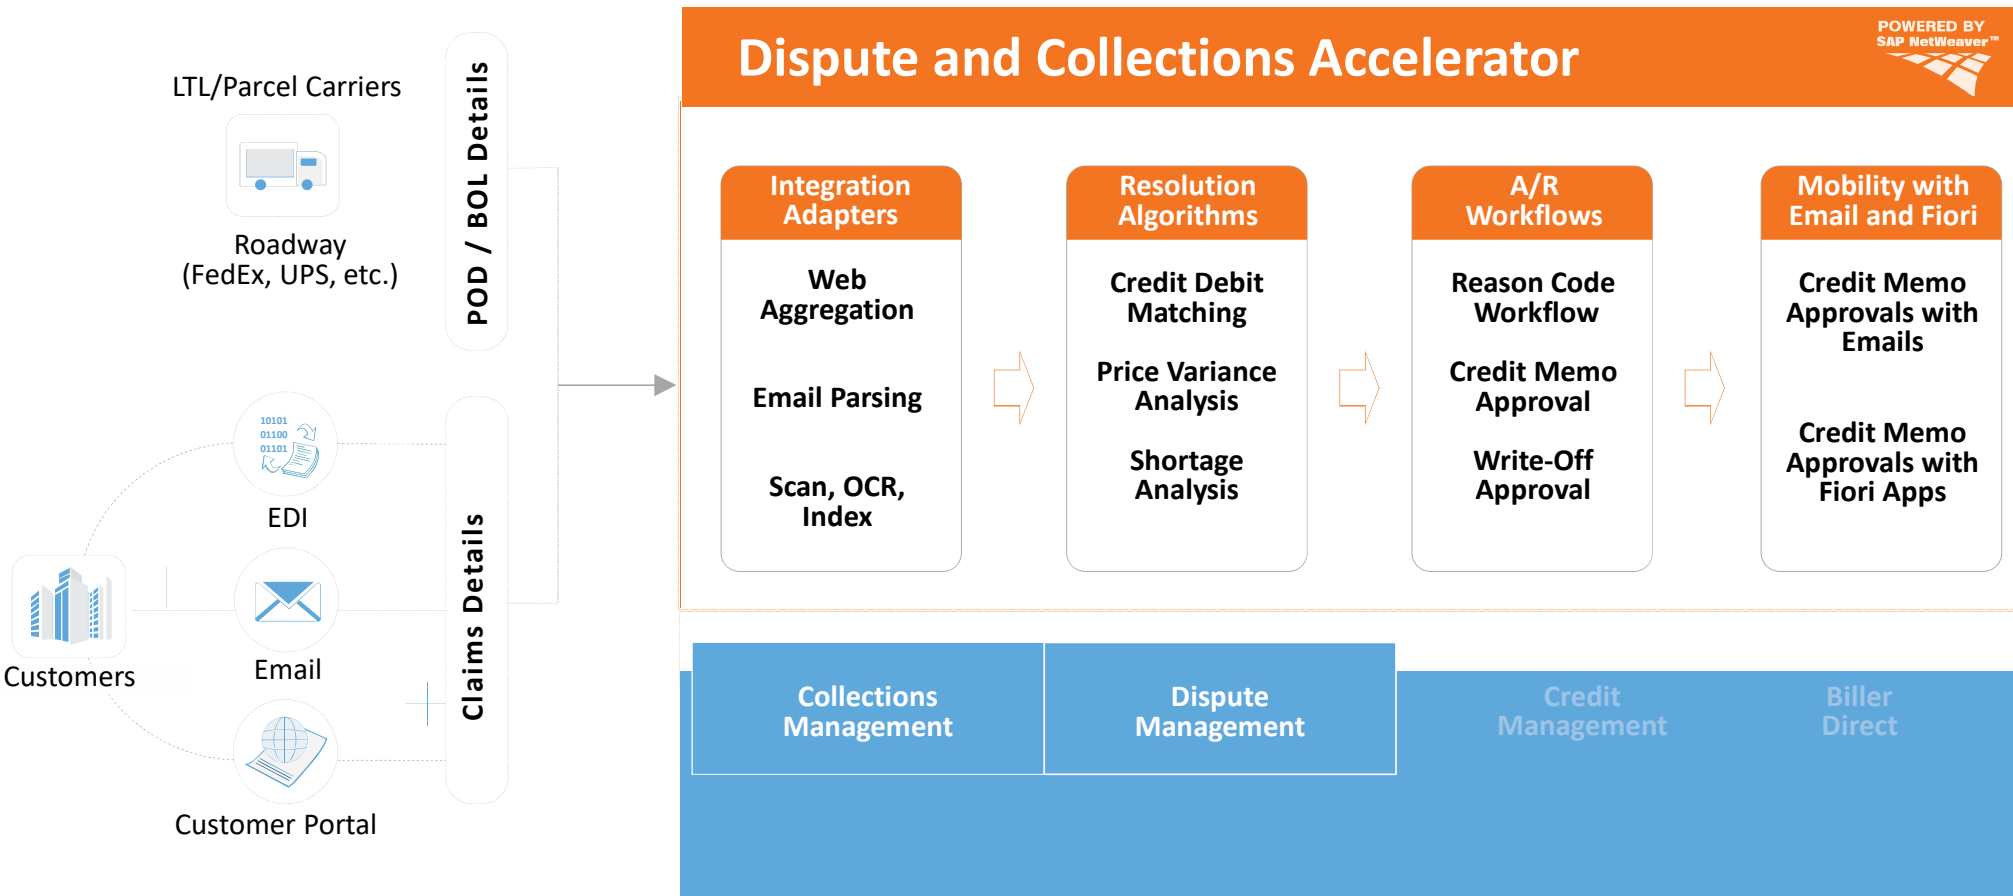 LTL/Parcel Carriers
Roadway
(FedEx, UPS, etc.)
POD / BOL Details
10101
01100
01101
EDI
Customers
Email
Customer Portal
Claims Details
Dispute and Collections Accelerator
POWERED BY
SAP NetWeaver™
Integration
Adapters
Web
Aggregation
Email Parsing
Scan, OCR,
Index
Resolution
Algorithms
Credit Debit
Matching
Price Variance
Analysis
Shortage
Analysis
A/R
Workflows
Reason Code
Workflow
Credit Memo
Approval
Write-Off
Approval
Mobility with
Email and Fiori
Credit Memo
Approvals with
Emails
Credit Memo
Approvals with
Fiori Apps
Collections
Management
Dispute
Management
Credit
Management
Biller
Direct